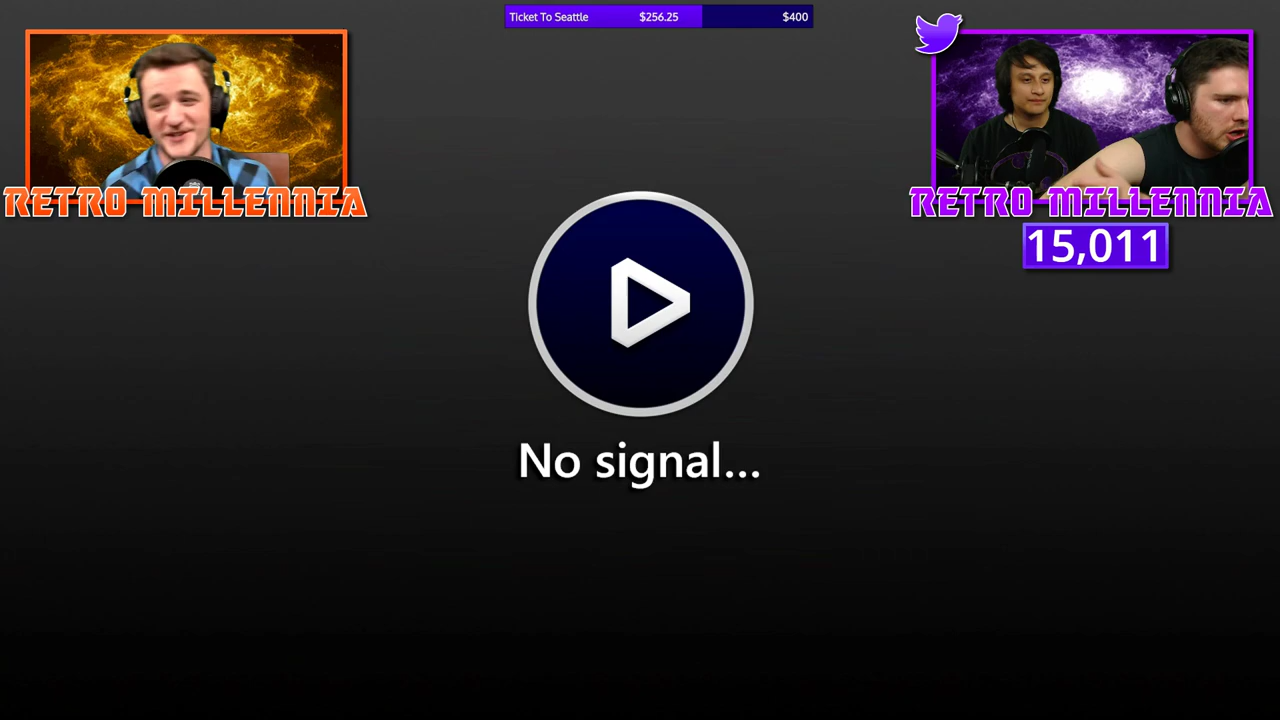 Ticket To Seattle $256.25 $400
RETRO MILLENNIA
RETRO MILLENNIA
15,011
No signal...